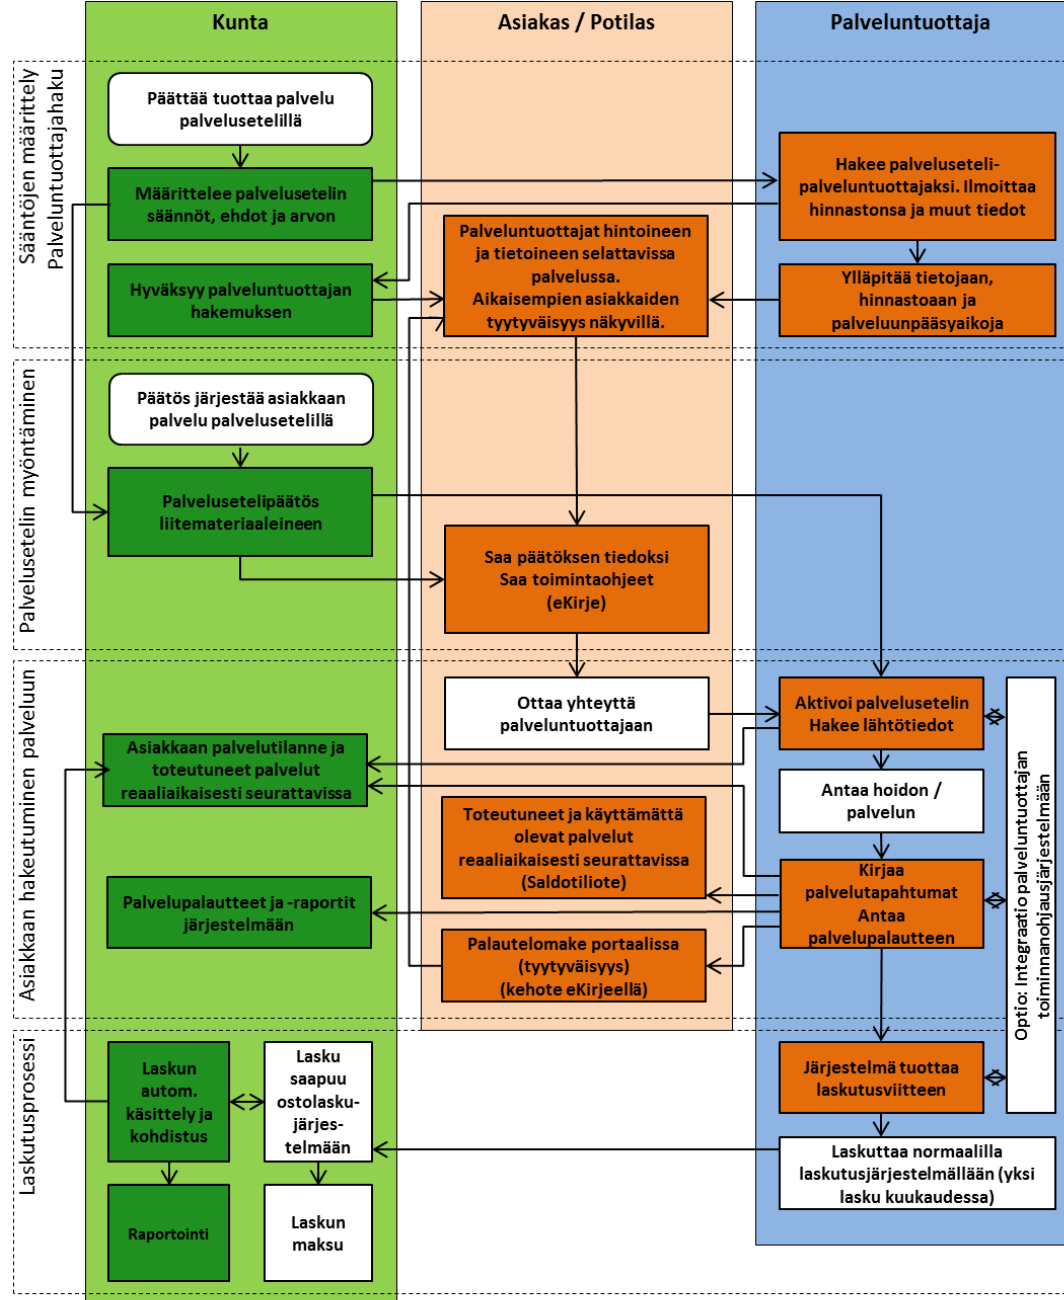 Kunta
Asiakas / Potilas
Palveluntuottaja
Sääntöjen määrittely
Palveluntuottajahaku
Päättää tuottaa palvelu
palvelusetelillä
Määrittelee palvelusetelin
säännöt, ehdot ja arvon
Hyväksyy palveluntuottajan
hakemuksen
Palveluntuottajat hintoineen
ja tietoineen selattavissa
palvelussa.
Aikaisempien asiakkaiden
tyytyväisyys näkyvillä.
Hakee palveluseteli-
palveluntuottajaksi. Ilmoittaa
hinnastonsa ja muut tiedot
Ylläpitää tietojaan,
hinnastoaan ja
palveluunpääsyaikoja
Palvelusetelin myöntäminen
Päätös järjestää asiakkaan
palvelu palvelusetelillä
Palvelusetelipäätös
liitemateriaaleineen
Saa päätöksen tiedoksi
Saa toimintaohjeet
(eKirje)
Asiakkaan hakeutuminen palveluun
Ottaa yhteyttä
palveluntuottajaan
Aktivoi palvelusetelin
Hakee lähtötiedot
Asiakkaan palvelutilanne ja
toteutuneet palvelut
reaaliaikaisesti seurattavissa
Antaa hoidon /
palvelun
Toteutuneet ja käyttämättä
olevat palvelut
reaaliaikaisesti seurattavissa
(Saldotiliote)
Kirjaa
palvelutapahtumat
Antaa
palvelupalautteen
Palvelupalautteet ja -raportit
järjestelmään
Palautelomake portaalissa
(tyytyväisyys)
(kehote eKirjeellä)
Optio: Integraatio palveluntuottajan
toiminnanohjausjärjestelmään
Laskutusprosessi
Laskun
autom.
käsittely ja
kohdistus
Lasku
saapuu
ostolasku-
järjes-
telmään
Järjestelmä tuottaa
laskutusviitteen
Laskuttaa normaalilla
laskutusjärjestelmällään (yksi
lasku kuukaudessa)
Raportointi
Laskun
maksu